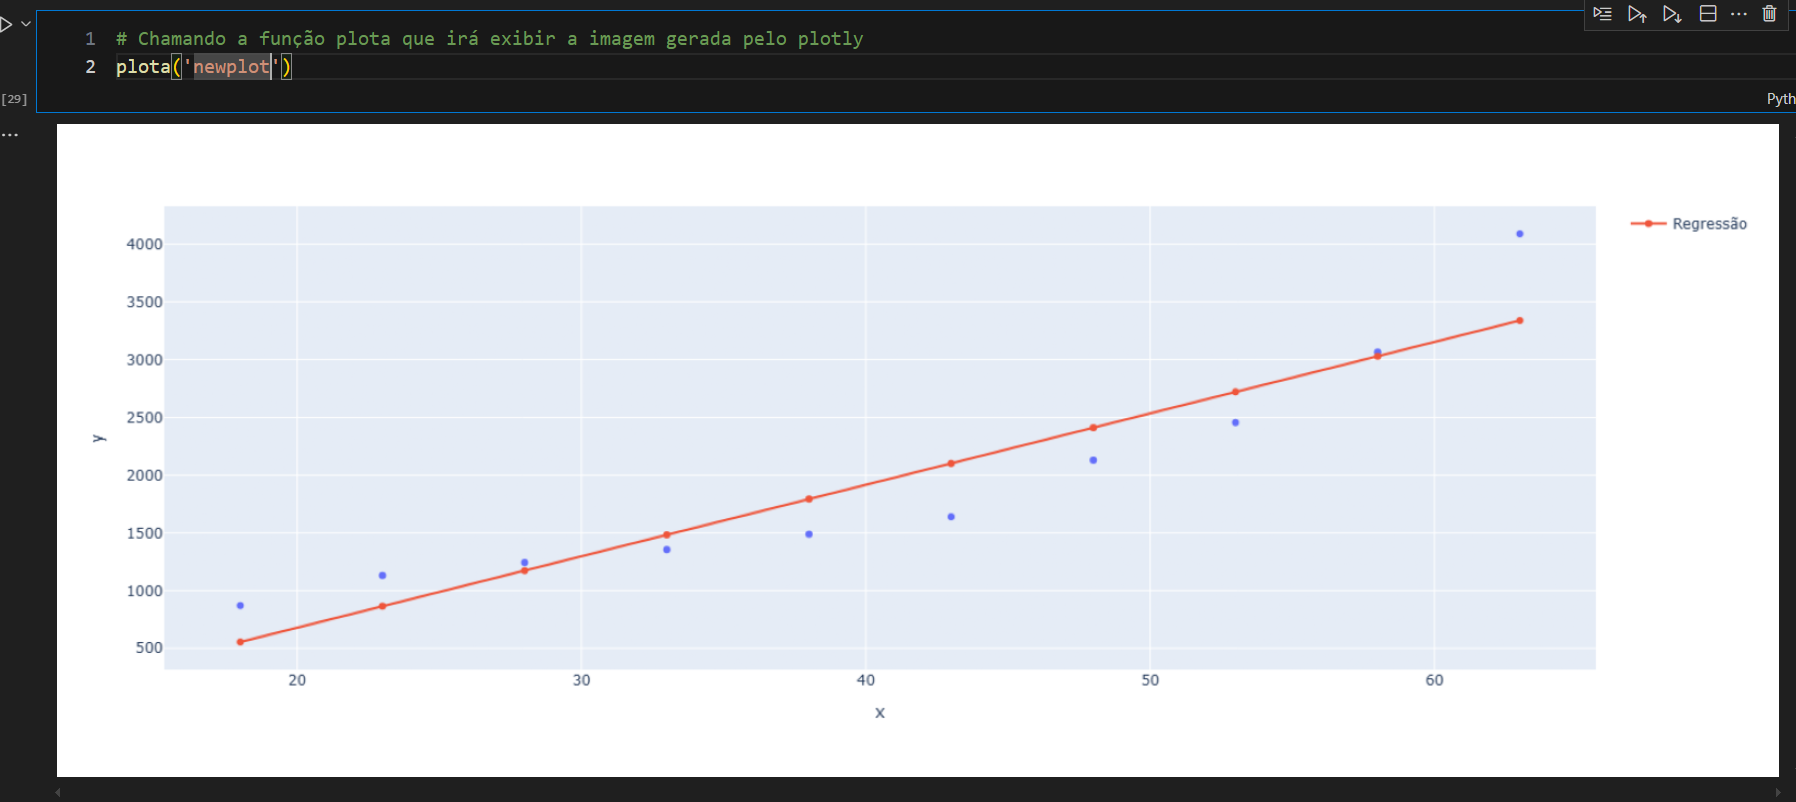 1 # Chamando a função plota que irá exibir a imagem gerada pelo plotly
2 plota('newplot')
[29]
Pyth
Regressão
4000
3500
3000
2500
2000
1500
1000
500
y
20 30 40 50 60
x